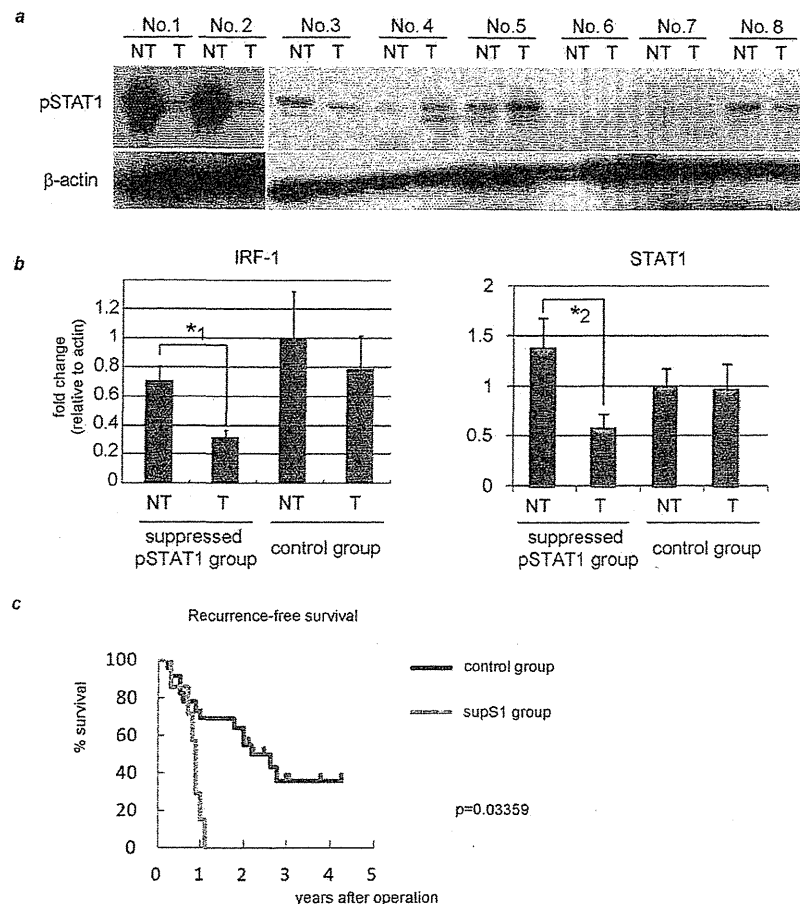 a
No.1 No.2 No.3 No.4 No.5 No.6 No.7 No.8
NT T NT T NT T NT T NT T NT T NT T NT T
pSTAT1
β-actin
b
IRF-1
fold change
(relative to actin)
1.2
1
0.8
0.6
0.4
0.2
0
*1
NT T NT T
suppressed
pSTAT1 group
control group
STAT1
2
1.5
1
0.5
0
*2
NT T NT T
suppressed
pSTAT1 group
control group
c
Recurrence-free survival
% survival
100
80
60
40
20
0
0 1 2 3 4 5
years after operation
control group
supS1 group
p=0.03359